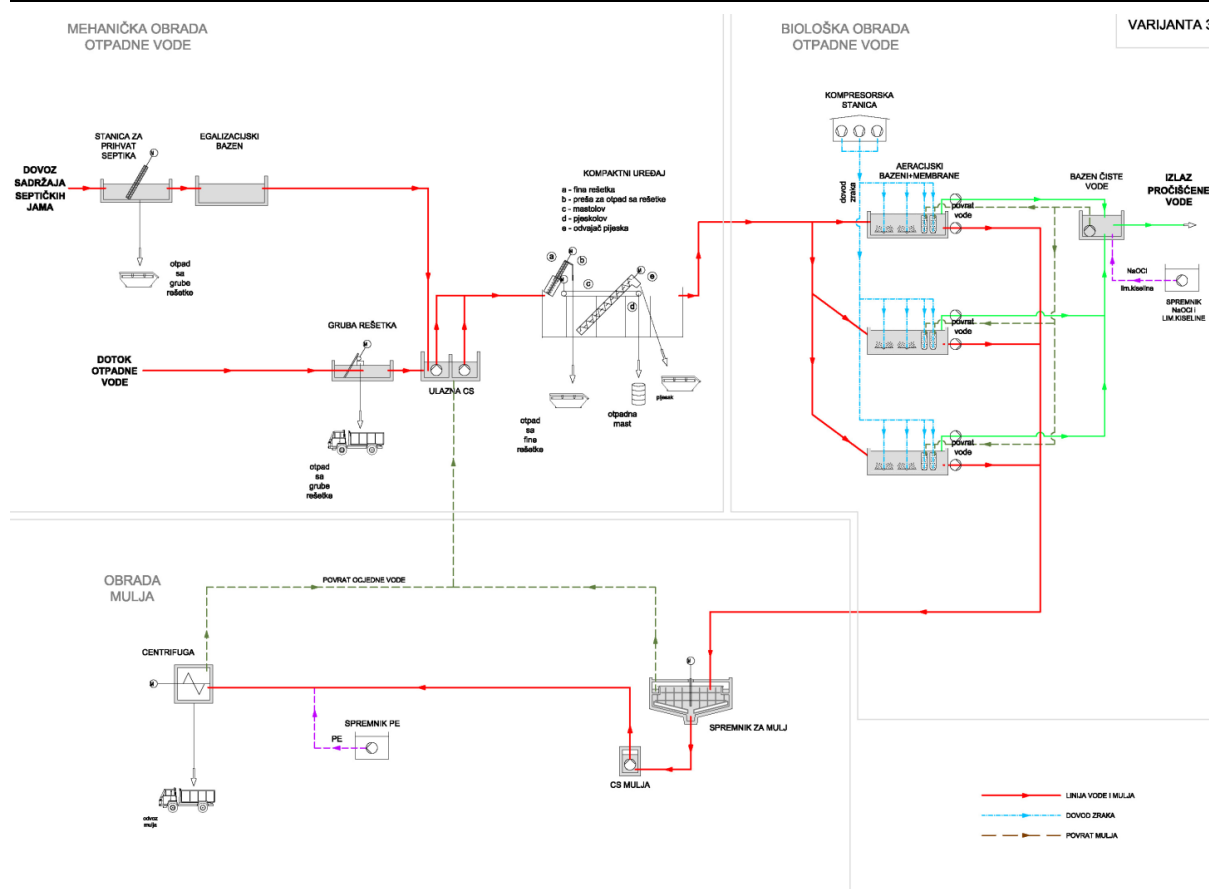 MEHANIČKA OBRADA
OTPADNE VODE
BIOLOŠKA OBRADA
OTPADNE VODE
VARIJANTA 3
KOMPRESORSKA
STANICA
STANICA ZA
PRIHVAT
SEPTIKA
EGALIZACIJSKI
BAZEN
DOVOZ
SADRŽAJA
SEPTIČKIH
JAMA
KOMPAKTNI UREĐAJ
a - fina rešetka
b - preša za otpad sa rešetke
c - mastolov
d - pjeskolov
e - odvajač pijeska
AERACIJSKI
BAZENI+MEMBRANE
BAZEN ČISTE
VODE
IZLAZ
PROČIŠĆENE
VODE
dovod
zraka
povrat
vode
M
otpad
sa
grube
rešetke
a
M
b
c
M
e
d
NaOCl
lim.kiselina
SPREMNIK
NaOCl i
LIM.KISELINE
GRUBA REŠETKA
M
DOTOK
OTPADNE
VODE
ULAZNA CS
povrat
vode
otpad
sa
fine
rešetke
otpadna
mast
pijesak
otpad
sa
grube
rešetke
povrat
vode
OBRADA
MULJA
POVRAT OCJEDNE VODE
CENTRIFUGA
M
M
SPREMNIK PE
PE
SPREMNIK ZA MULJ
CS MULJA
odvoz
mulja
LINIJA VODE I MULJA
DOVOD ZRAKA
POVRAT MULJA